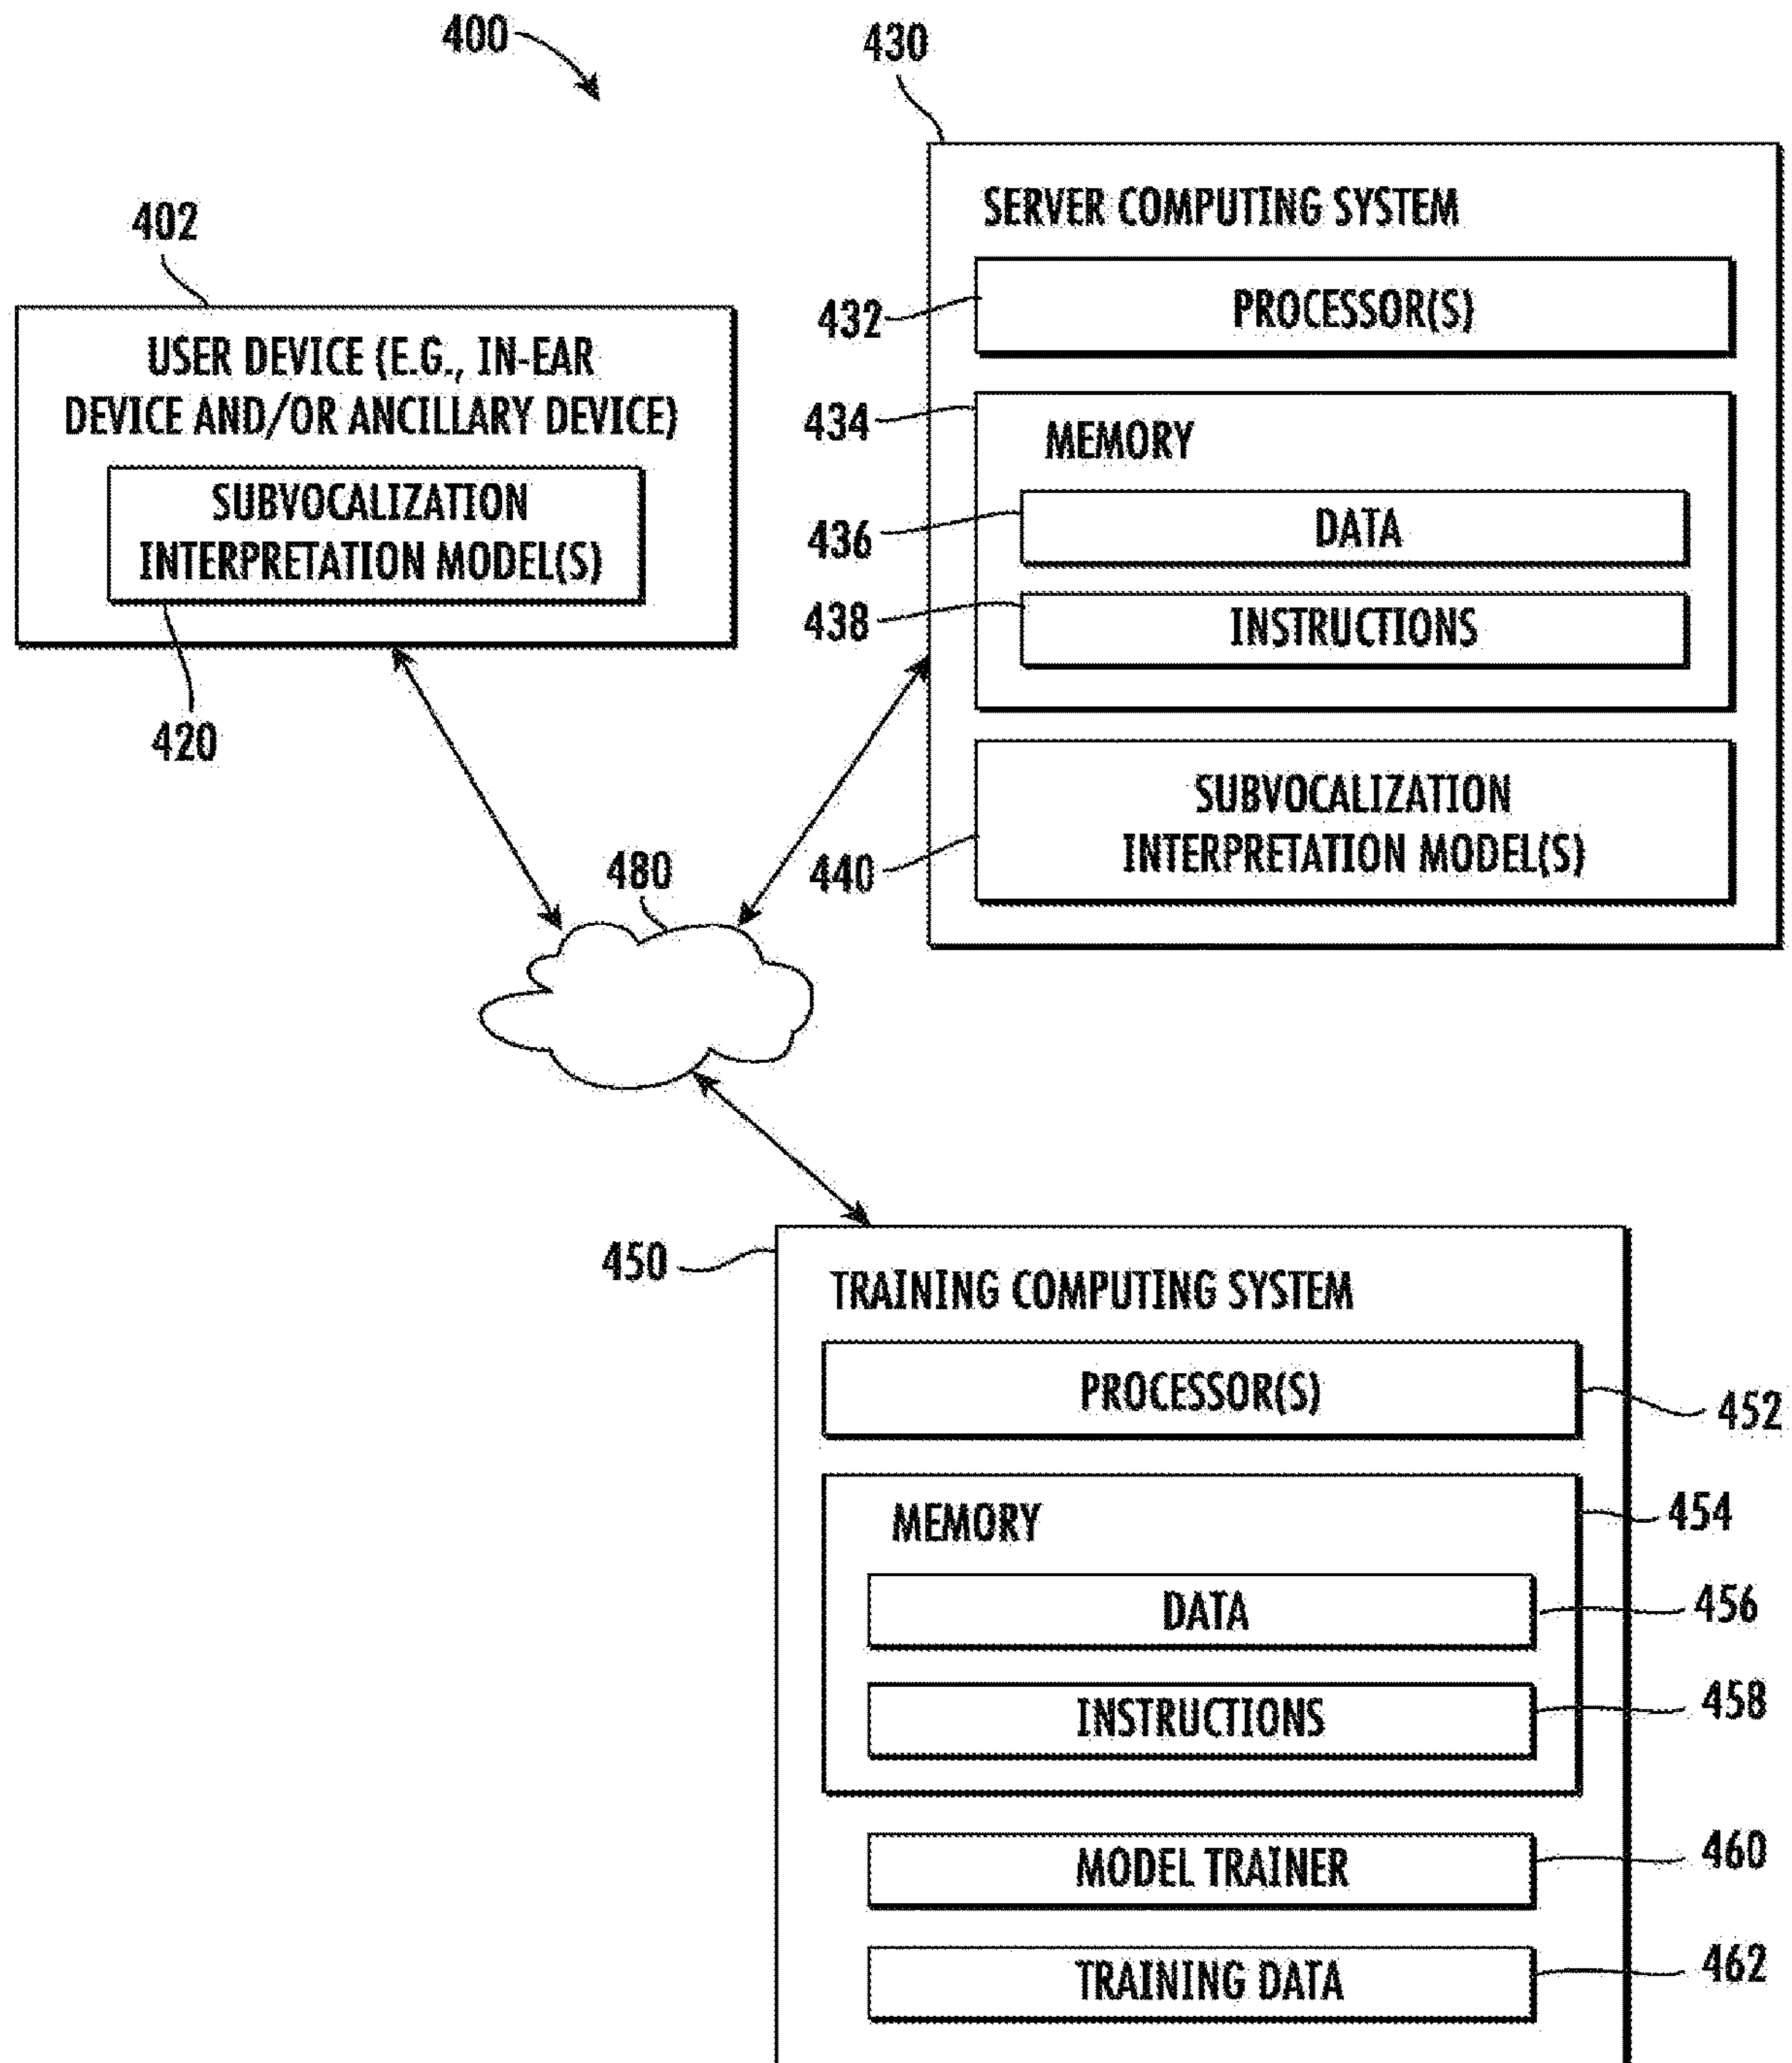 400
430
402
USER DEVICE (E.G., IN-EAR
DEVICE AND/OR ANCILLARY DEVICE)
SUBVOCALIZATION
INTERPRETATION MODEL(S)
420
SERVER COMPUTING SYSTEM
432
PROCESSOR(S)
434
MEMORY
436
DATA
438
INSTRUCTIONS
440
SUBVOCALIZATION
INTERPRETATION MODEL(S)
480
450
TRAINING COMPUTING SYSTEM
PROCESSOR(S)
452
MEMORY
454
DATA
456
INSTRUCTIONS
458
MODEL TRAINER
460
TRAINING DATA
462